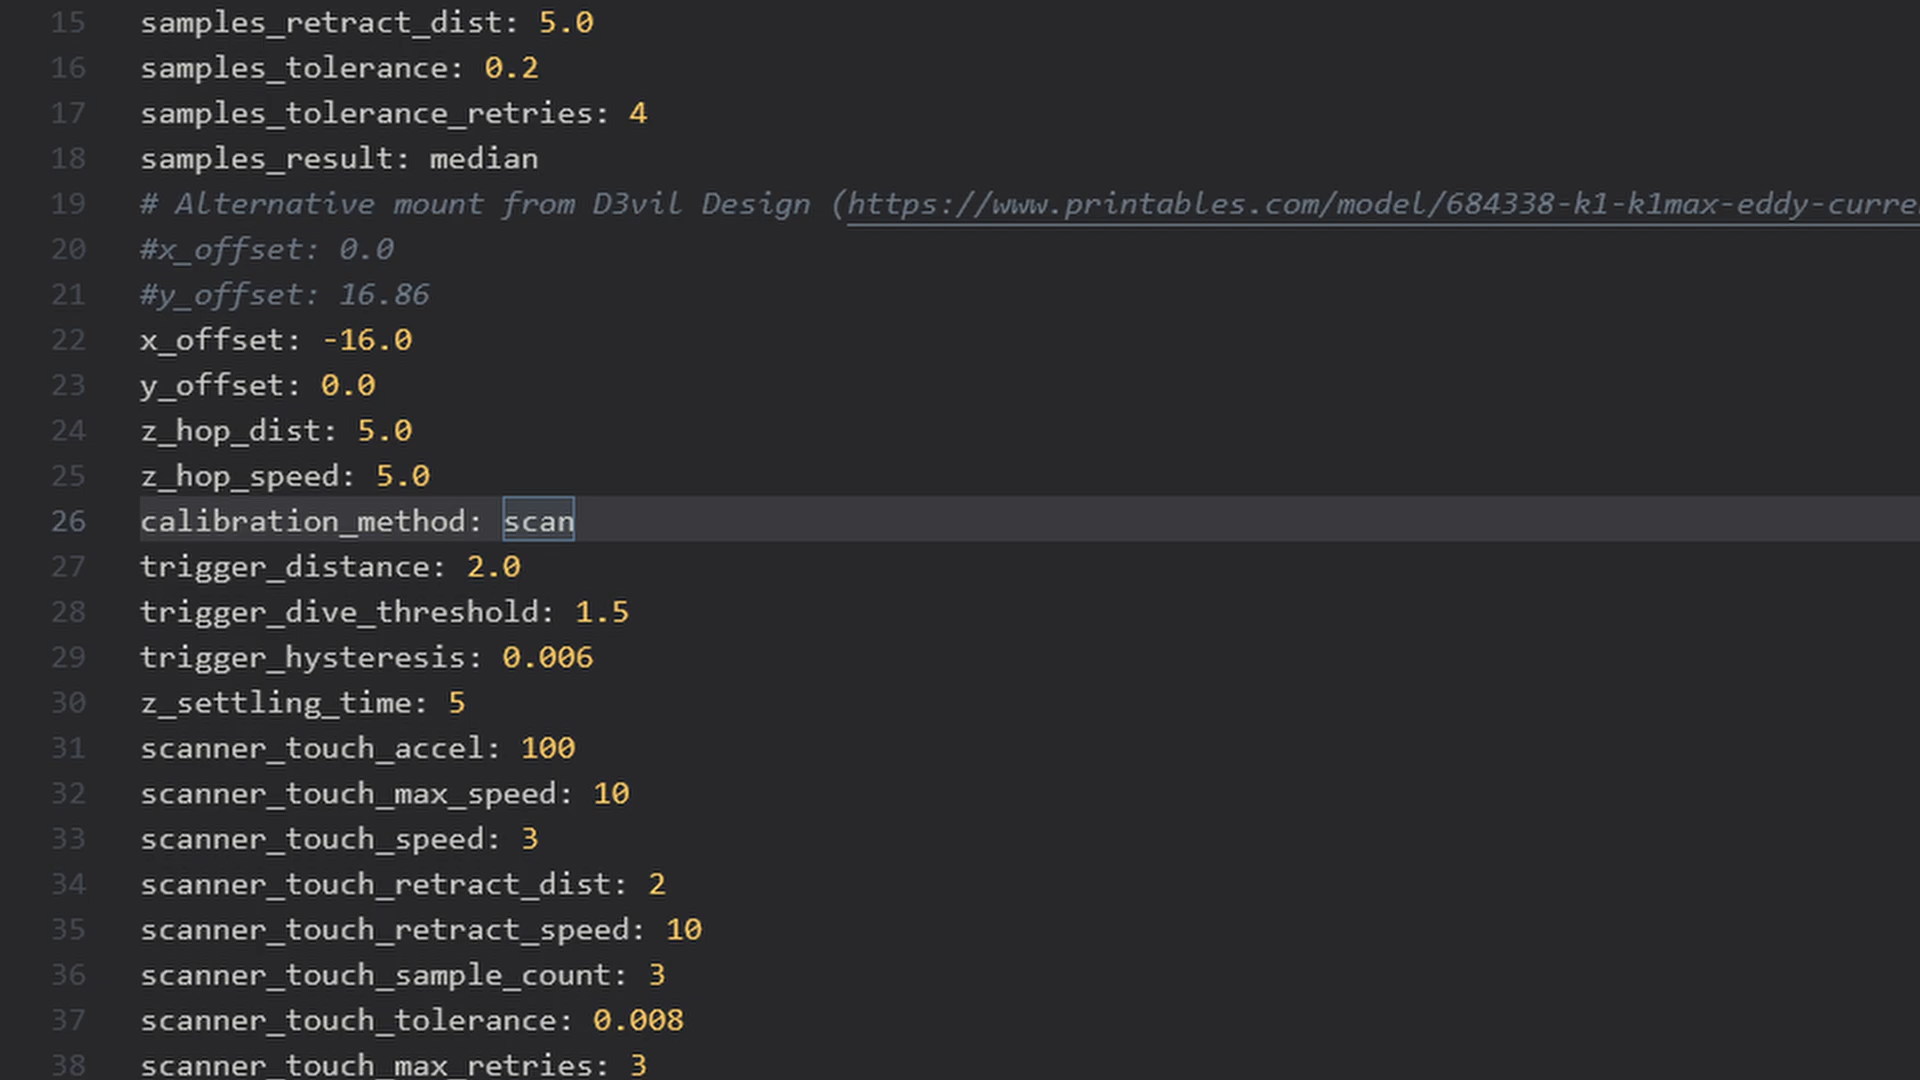 15 samples_retract_dist: 5.0
16 samples_tolerance: 0.2
17 samples_tolerance_retries: 4
18 samples_result: median
19 # Alternative mount from D3vil Design (https://www.printables.com/model/684338-k1-k1max-eddy-curre
20 #x_offset: 0.0
21 #y_offset: 16.86
22 x_offset: -16.0
23 y_offset: 0.0
24 z_hop_dist: 5.0
25 z_hop_speed: 5.0
26 calibration_method: scan
27 trigger_distance: 2.0
28 trigger_dive_threshold: 1.5
29 trigger_hysteresis: 0.006
30 z_settling_time: 5
31 scanner_touch_accel: 100
32 scanner_touch_max_speed: 10
33 scanner_touch_speed: 3
34 scanner_touch_retract_dist: 2
35 scanner_touch_retract_speed: 10
36 scanner_touch_sample_count: 3
37 scanner_touch_tolerance: 0.008
38 scanner_touch_max_retries: 3